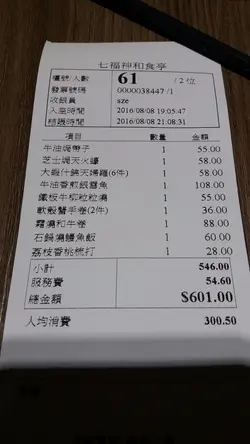 七福神和食亭
檯號/人數 61 /2 位
發票號碼 0000038447 /1
收銀員 sze
入座時間 2016/08/08 19:05:47
結賬時間 2016/08/08 21:08:31
項目 數量 金額
牛油焗帶子 1 55.00
芝士焗天火蠔 1 58.00
大蝦什錦天婦羅(6件) 1 58.00
牛油香煎銀鱈魚 1 108.00
鐵板牛柳粒粒燒 1 55.00
軟殼蟹手卷(2件) 1 36.00
霜燒和牛卷 1 88.00
石鍋燒鰻魚飯 1 60.00
荔枝香桃梳打 1 28.00
小計 546.00
服務費 54.60
總金額 $601.00
人均消費 300.50